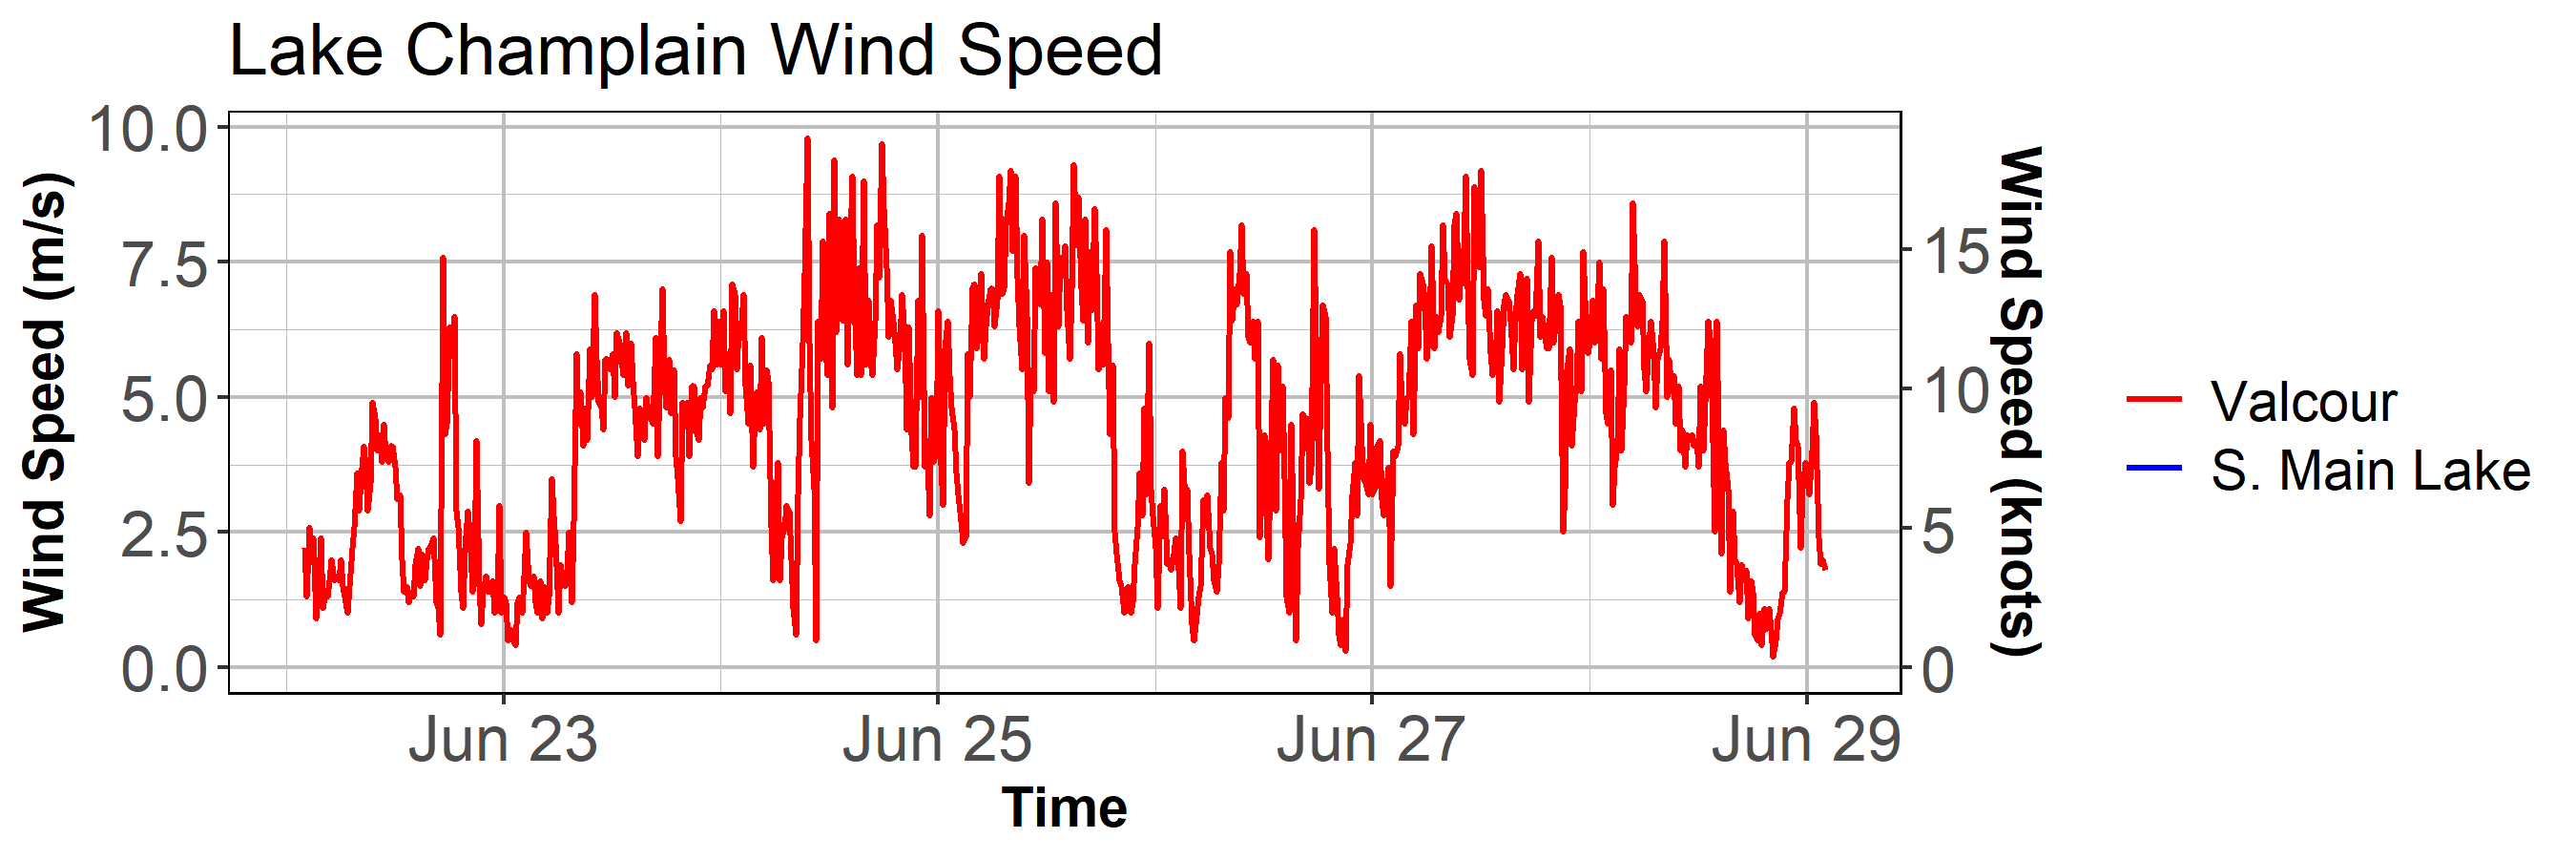 Lake Champlain Wind Speed
Wind Speed (m/s)
10.0
7.5
5.0
2.5
0.0
15
10
5
0
Wind Speed (knots)
Jun 23
Jun 25
Jun 27
Jun 29
Time
Valcour
S. Main Lake